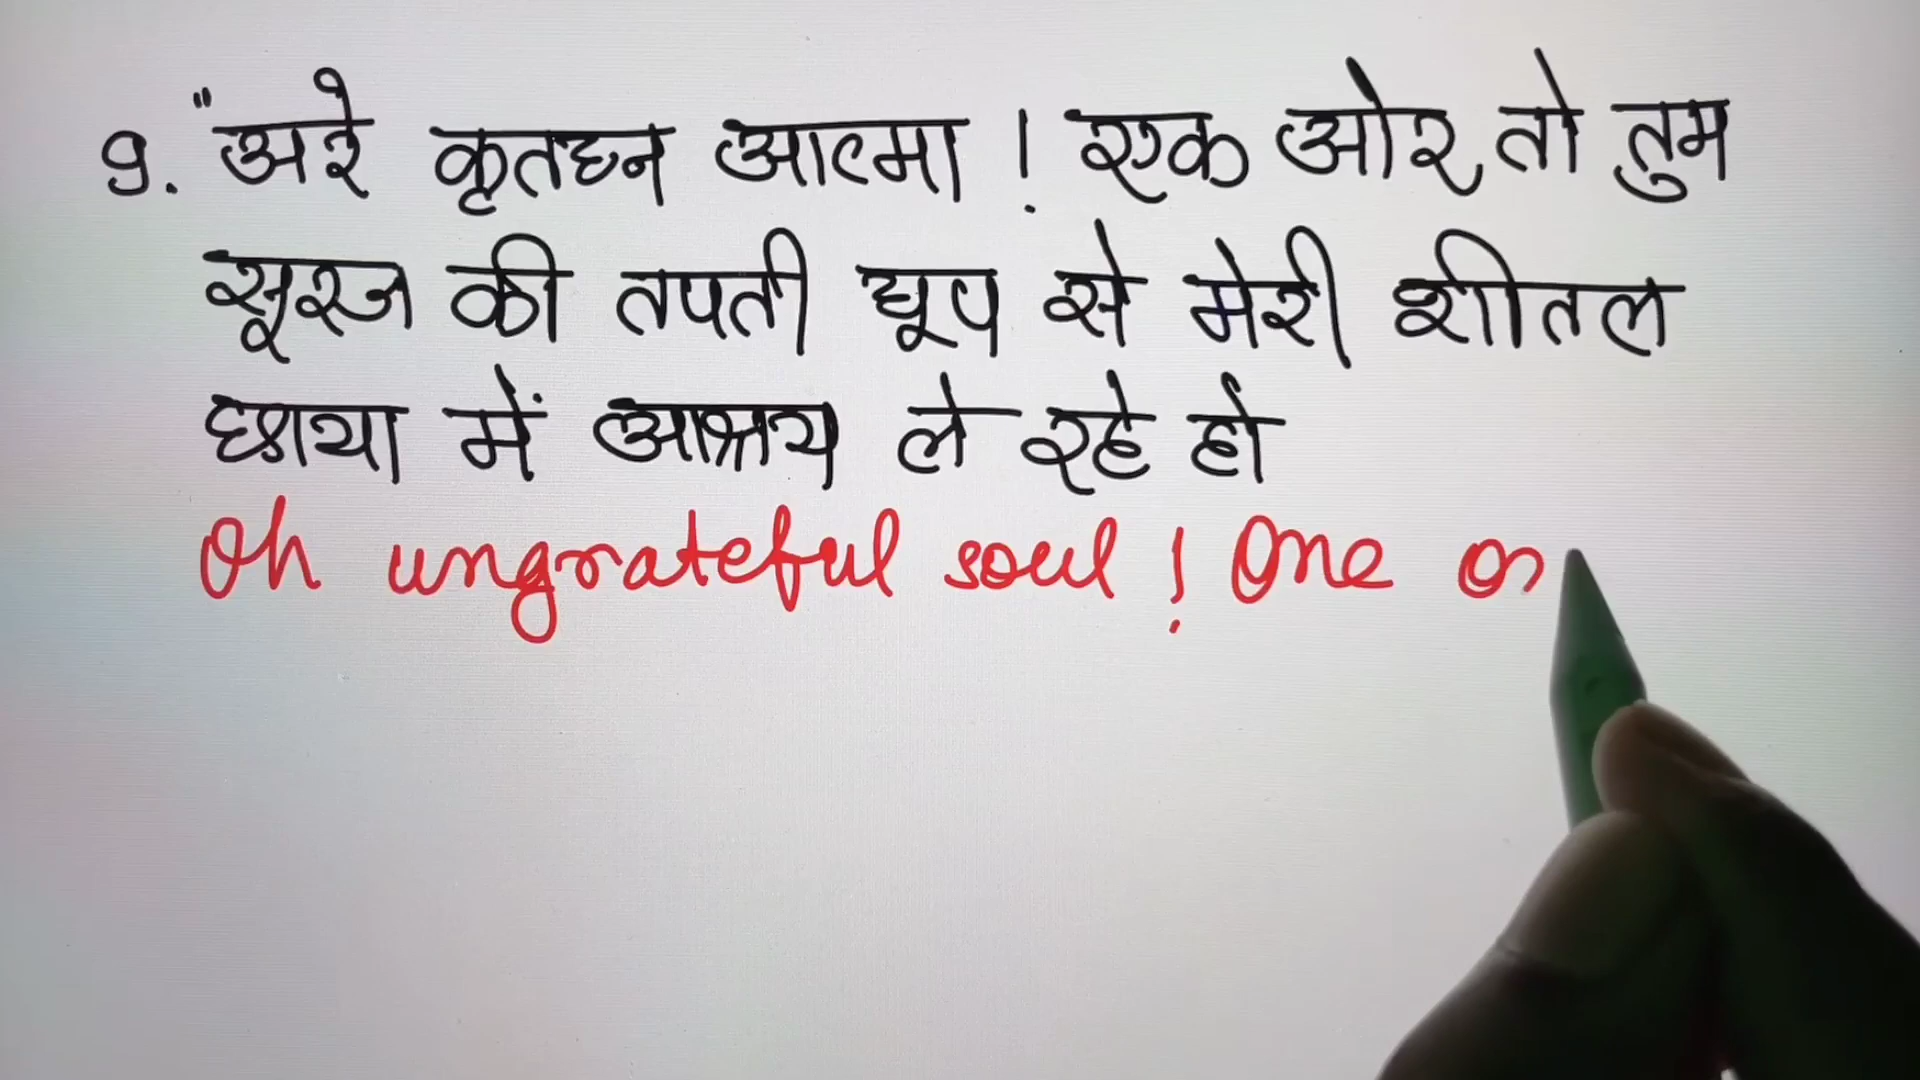 9. "अरे कृतघ्न आत्मा ! एक ओर तो तुम
सूरज की तपती धूप से मेरी शीतल
छाया में आश्रय ले रहे हो
Oh ungrateful soul ! One on